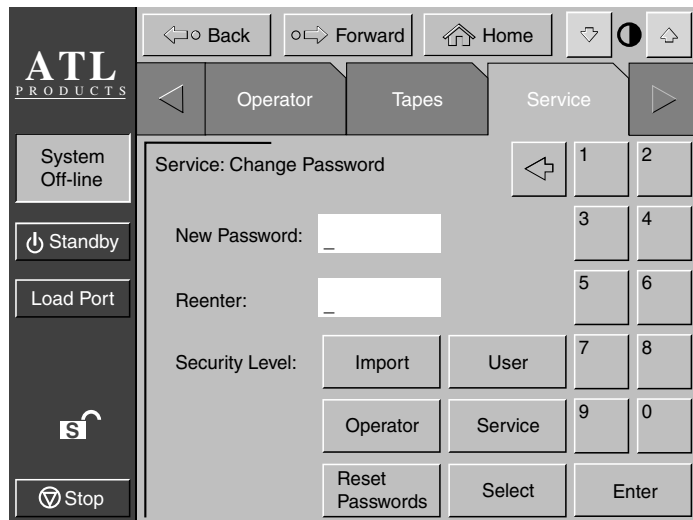 Back
Forward
Home
ATL
PRODUCTS
Operator
Tapes
Service
System
Off-line
Service: Change Password
1
2
Standby
New Password:
_
3
4
Load Port
Reenter:
_
5
6
Security Level:
Import
User
7
8
S
Operator
Service
9
0
Stop
Reset
Passwords
Select
Enter